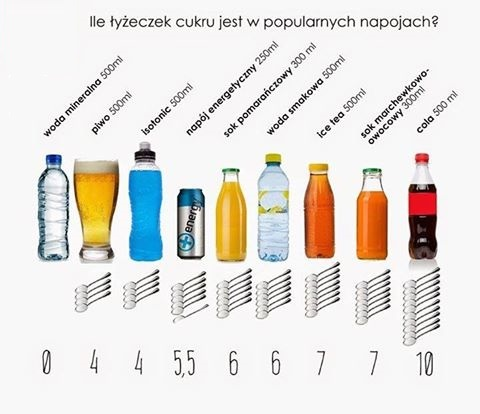 Ile łyżeczek cukru jest w popularnych napojach?
woda mineralna 500ml
piwo 500ml
Isotonic 500ml
napój energetyczny 250ml
sok pomarańczowy 300 ml
woda smakowa 500ml
ice tea 500ml
sok marchewkowo-
owocowy 300ml
cola 500 ml
energy
0 4 4 5,5 6 6 7 7 10